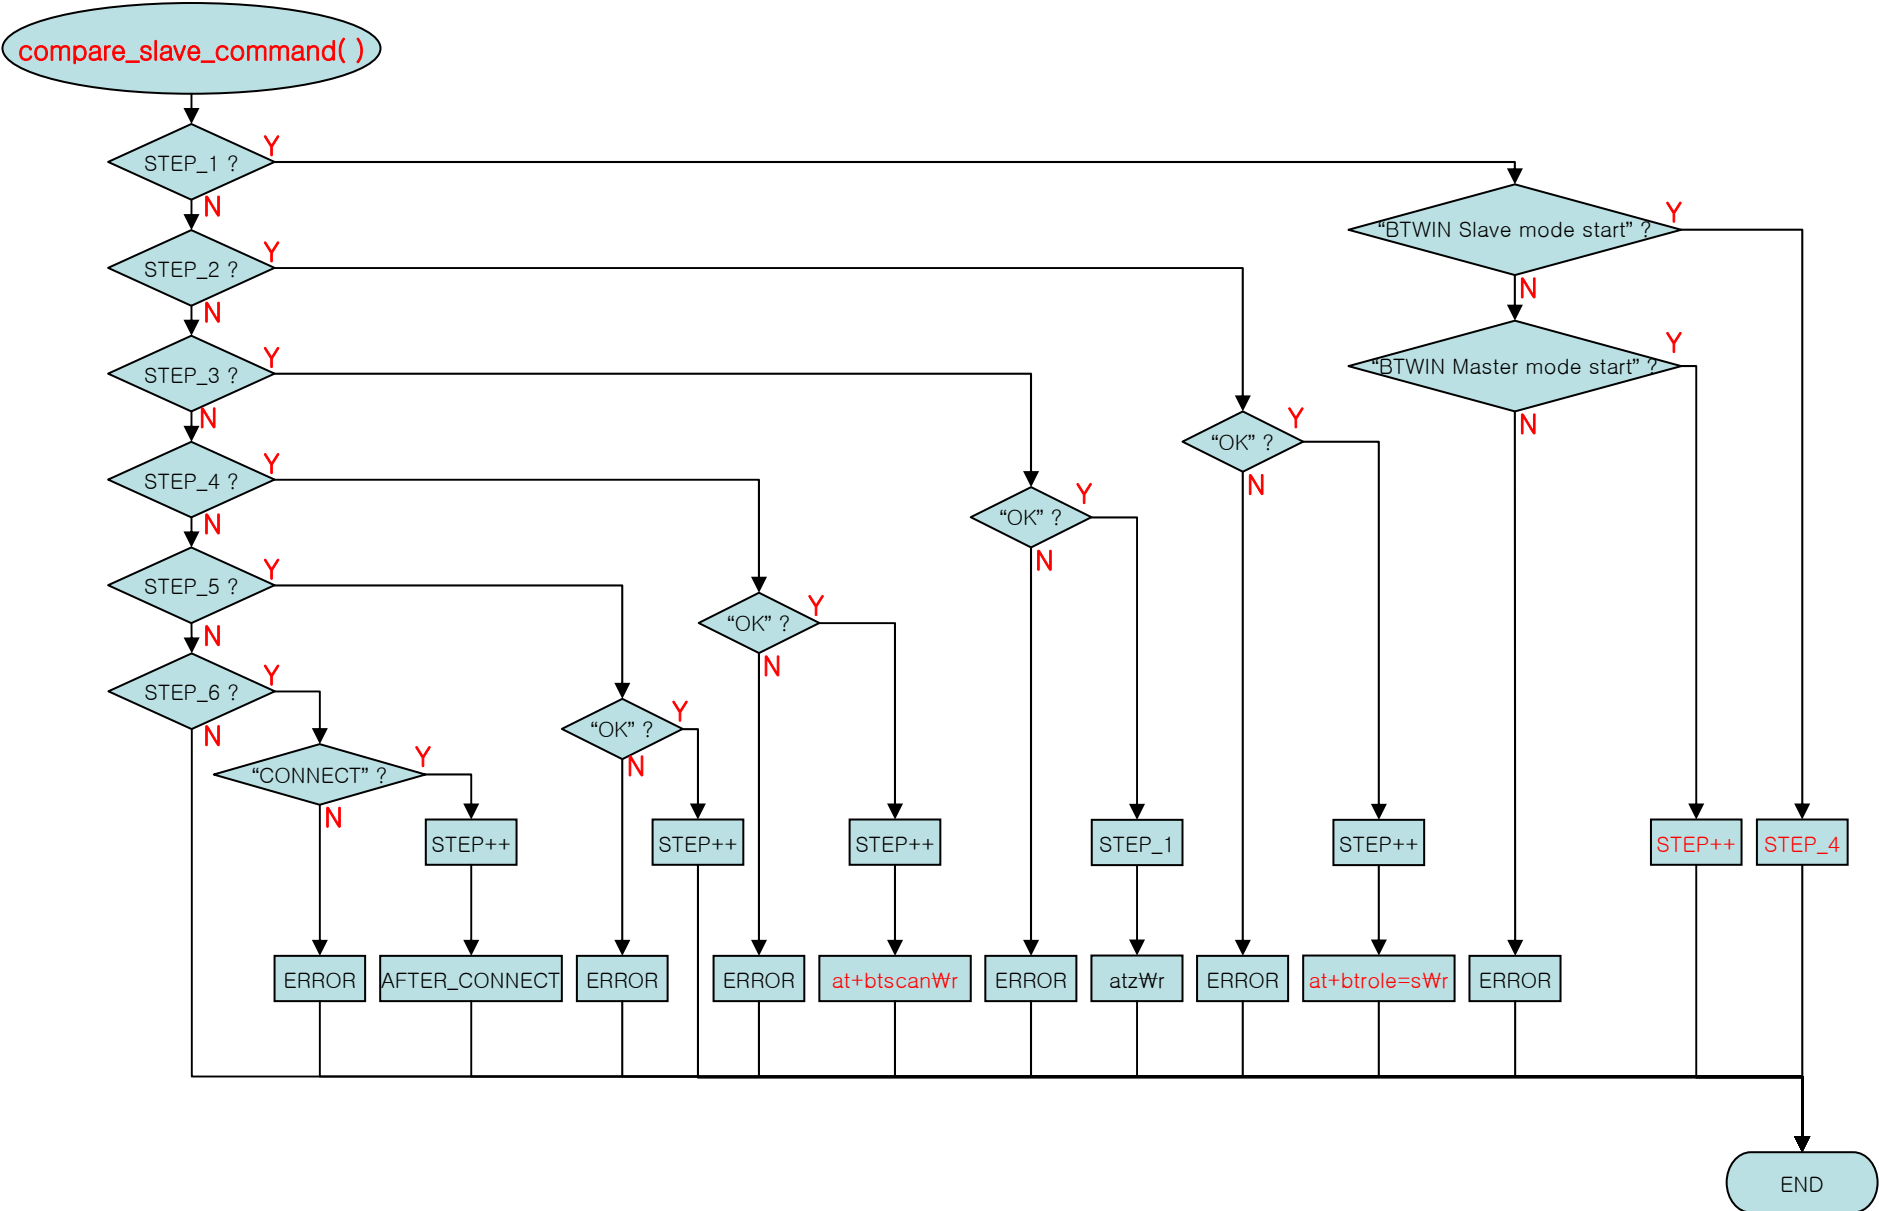 compare_slave_command( )
STEP_1 ?
Y
N
“BTWIN Slave mode start” ?
Y
N
STEP_2 ?
Y
N
“BTWIN Master mode start” ?
Y
N
STEP_3 ?
Y
N
“OK” ?
Y
N
STEP_4 ?
Y
N
“OK” ?
Y
N
STEP_5 ?
Y
N
“OK” ?
Y
N
STEP_6 ?
Y
N
“OK” ?
Y
N
“CONNECT” ?
Y
N
STEP++
STEP++
STEP++
STEP_1
STEP++
STEP++
STEP_4
ERROR
AFTER_CONNECT
ERROR
ERROR
at+btscan₩r
ERROR
atz₩r
ERROR
at+btrole=s₩r
ERROR
END